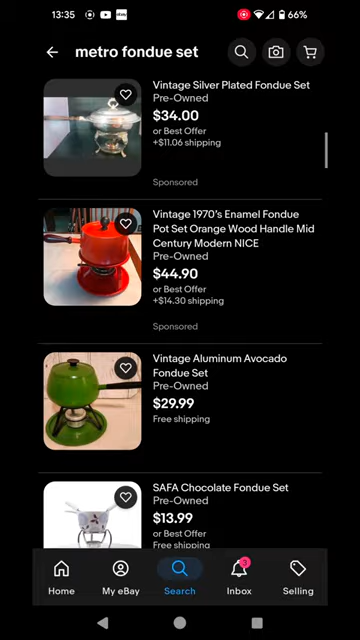 13:35
66%
metro fondue set
Vintage Silver Plated Fondue Set
Pre-Owned
$34.00
or Best Offer
+$11.06 shipping
Sponsored
Vintage 1970's Enamel Fondue
Pot Set Orange Wood Handle Mid
Century Modern NICE
Pre-Owned
$44.90
or Best Offer
+$14.30 shipping
Sponsored
Vintage Aluminum Avocado
Fondue Set
Pre-Owned
$29.99
Free shipping
SAFA Chocolate Fondue Set
Pre-Owned
$13.99
or Best Offer
Free shipping
3
Home
My eBay
Search
Inbox
Selling